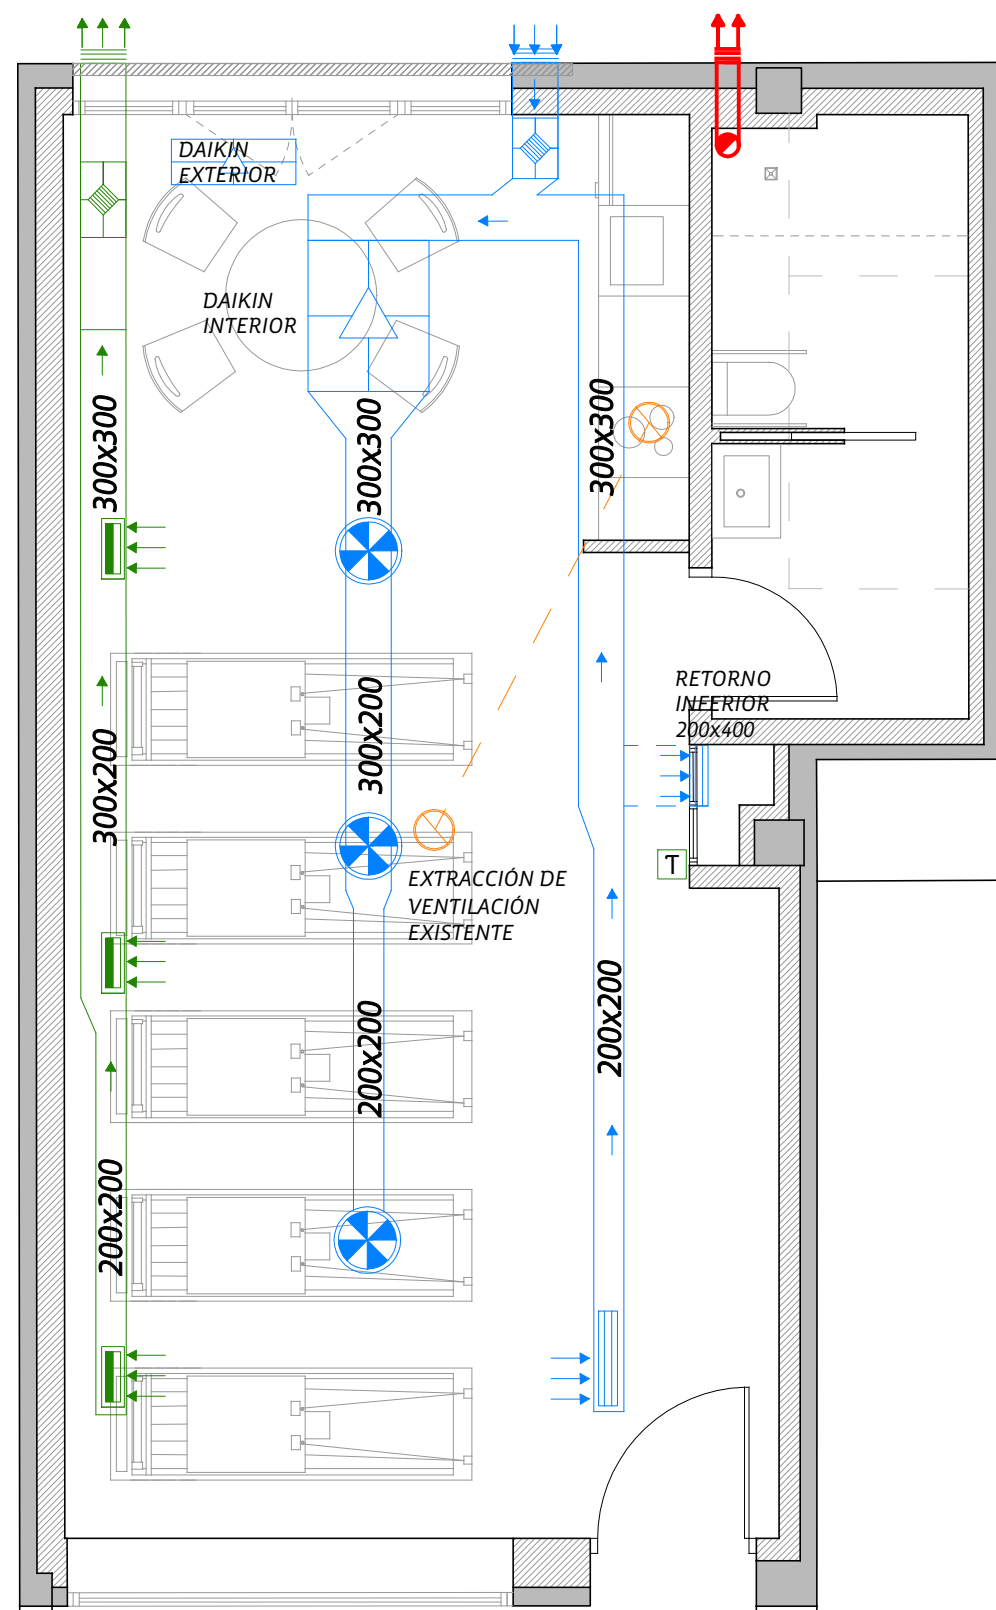 DAIKIN
EXTERIOR
DAIKIN
INTERIOR
300x300
300x300
300x300
RETORNO
INFERIOR
200x400
300x200
300x200
T
EXTRACCIÓN DE
VENTILACIÓN
EXISTENTE
200x200
200x200
200x200